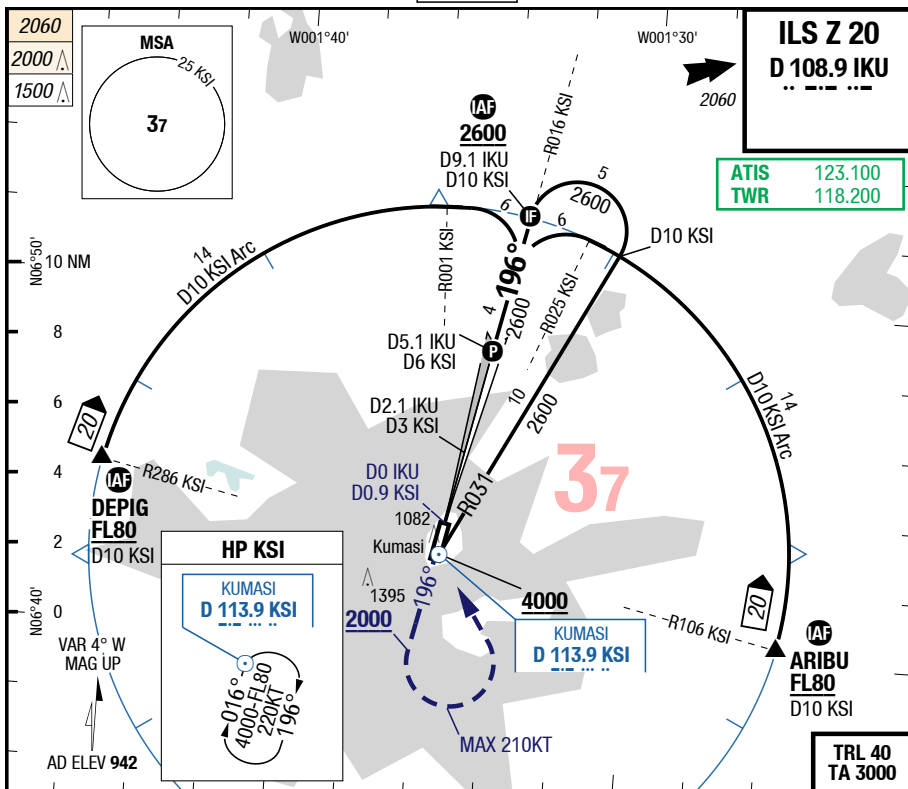 2060
2000
1500
MSA
25 KSI
37
W001°40'
W001°30'
2060
ILS Z 20
D 108.9 IKU
ATIS 123.100
TWR 118.200
IAF
2600
D9.1 IKU
D10 KSI
IF
R016 KSI
5
2600
6
6
D10 KSI
14
D10 KSI Arc
R001 KSI
196°
4
2600
R025 KSI
N06°50'
10 NM
8
6
4
2
0
N06°40'
D5.1 IKU
D6 KSI
P
D2.1 IKU
D3 KSI
10
2600
R031
14
D10 KSI Arc
37
20
R286 KSI
IAF
DEPIG
FL80
D10 KSI
D0 IKU
D0.9 KSI
1082
Kumasi
1395
196°
2000
4000
KUMASI
D 113.9 KSI
MAX 210KT
HP KSI
KUMASI
D 113.9 KSI
016°
4000-FL80
220KT
196°
R106 KSI
20
IAF
ARIBU
FL80
D10 KSI
VAR 4° W
MAG UP
AD ELEV 942
TRL 40
TA 3000